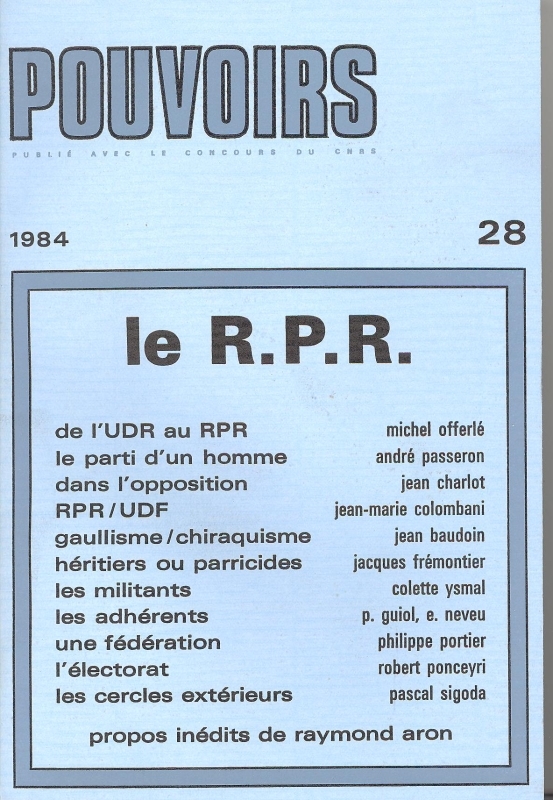 POUVOIRS
PUBLIÉ AVEC LE CONCOURS DU CNRS
1984 28
le R.P.R.
de l'UDR au RPR michel offerlé
le parti d'un homme andré passeron
dans l'opposition jean charlot
RPR/UDF jean-marie colombani
gaullisme/chiraquisme jean baudoin
héritiers ou parricides jacques frémontier
les militants colette ysmal
les adhérents p. guiol, e. neveu
une fédération philippe portier
l'électorat robert ponceyri
les cercles extérieurs pascal sigoda
propos inédits de raymond aron